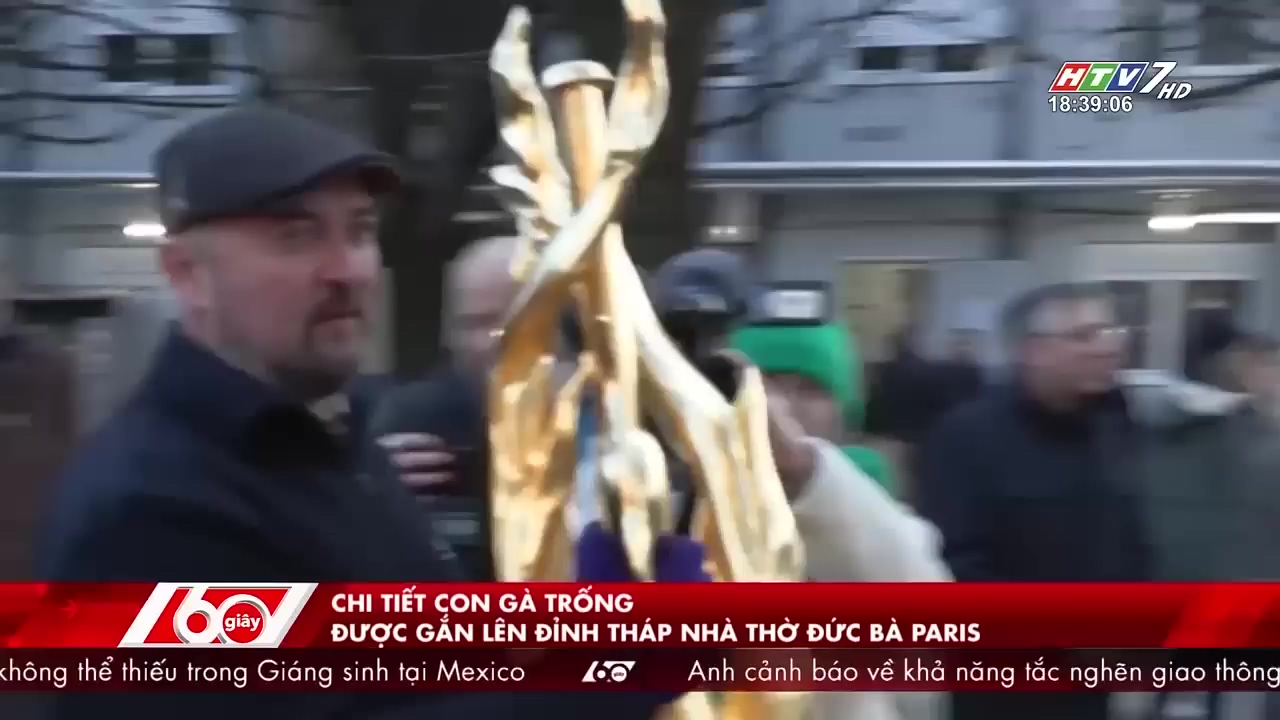 HTV7 HD
18:39:06
60 giây
CHI TIẾT CON GÀ TRỐNG
ĐƯỢC GẮN LÊN ĐỈNH THÁP NHÀ THỜ ĐỨC BÀ PARIS
không thể thiếu trong Giáng sinh tại Mexico 60 giây Anh cảnh báo về khả năng tắc nghẽn giao thông